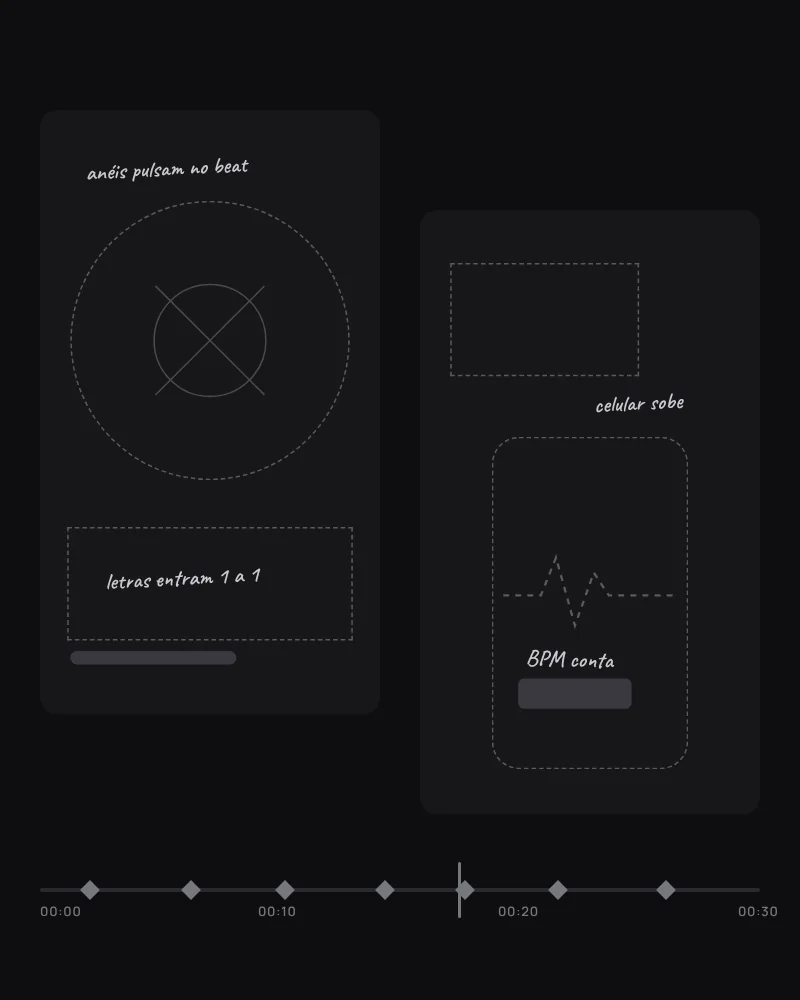 anéis pulsam no beat
letras entram 1 a 1
celular sobe
BPM conta
00:00
00:10
00:20
00:30